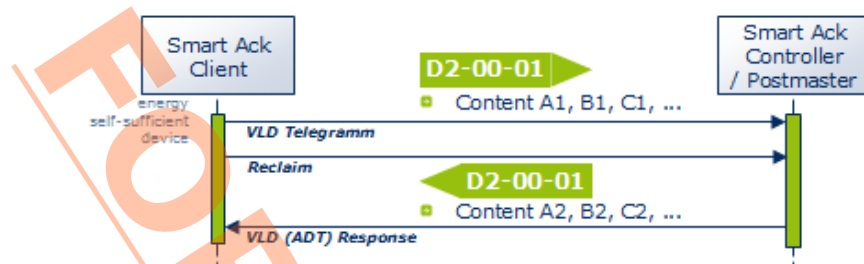 Smart Ack
Client
Smart Ack
Controller
/ Postmaster
energy
self-sufficient
device
D2-00-01
Content A1, B1, C1, ...
VLD Telegramm
Reclaim
D2-00-01
Content A2, B2, C2, ...
VLD (ADT) Response